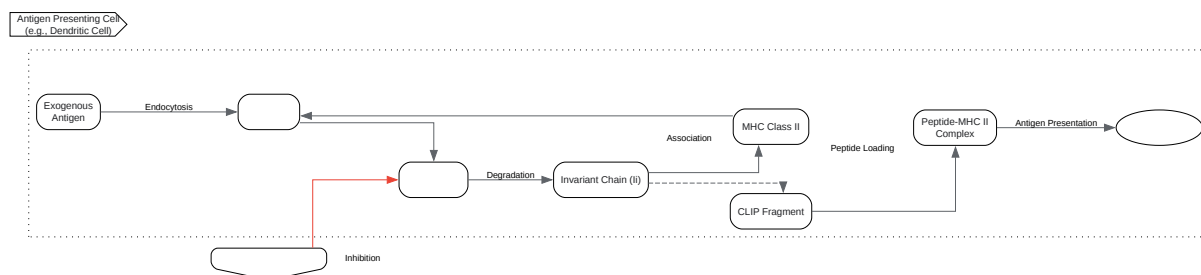 Antigen Presenting Cell
(e.g., Dendritic Cell)
Exogenous
Antigen
Endocytosis
MHC Class II
Association
Peptide-MHC II
Complex
Antigen Presentation
Peptide Loading
Degradation
Invariant Chain (Ii)
CLIP Fragment
Inhibition